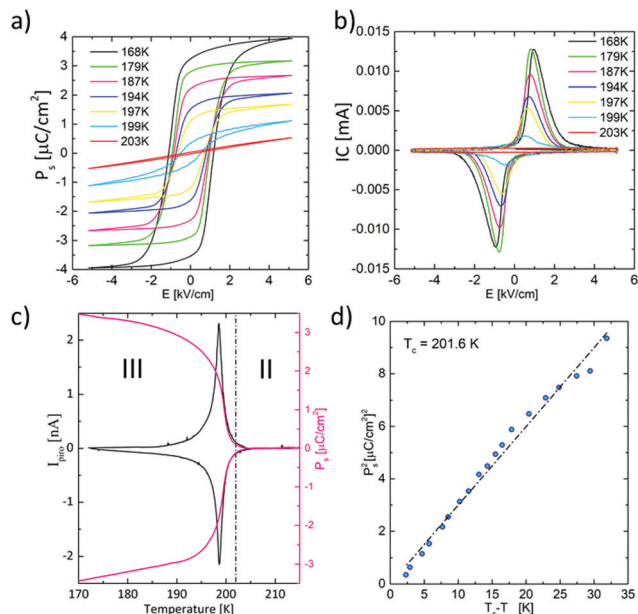 a)
P_s [μC/cm²]
4
3
2
1
0
-1
-2
-3
-4
168K
179K
187K
194K
197K
199K
203K
-6 -4 -2 0 2 4 6
E [kV/cm]
b)
IC [mA]
0.015
0.010
0.005
0.000
-0.005
-0.010
-0.015
168K
179K
187K
194K
197K
199K
203K
-6 -4 -2 0 2 4 6
E [kV/cm]
c)
I_piro [nA]
2
1
0
-1
-2
III
II
3
2
1
0
-1
-2
-3
P_s [μC/cm²]
170 180 190 200 210
Temperature [K]
d)
P_s² [μC/cm²)²
10
8
6
4
2
0
T_c = 201.6 K
0 5 10 15 20 25 30 35
T_c-T [K]